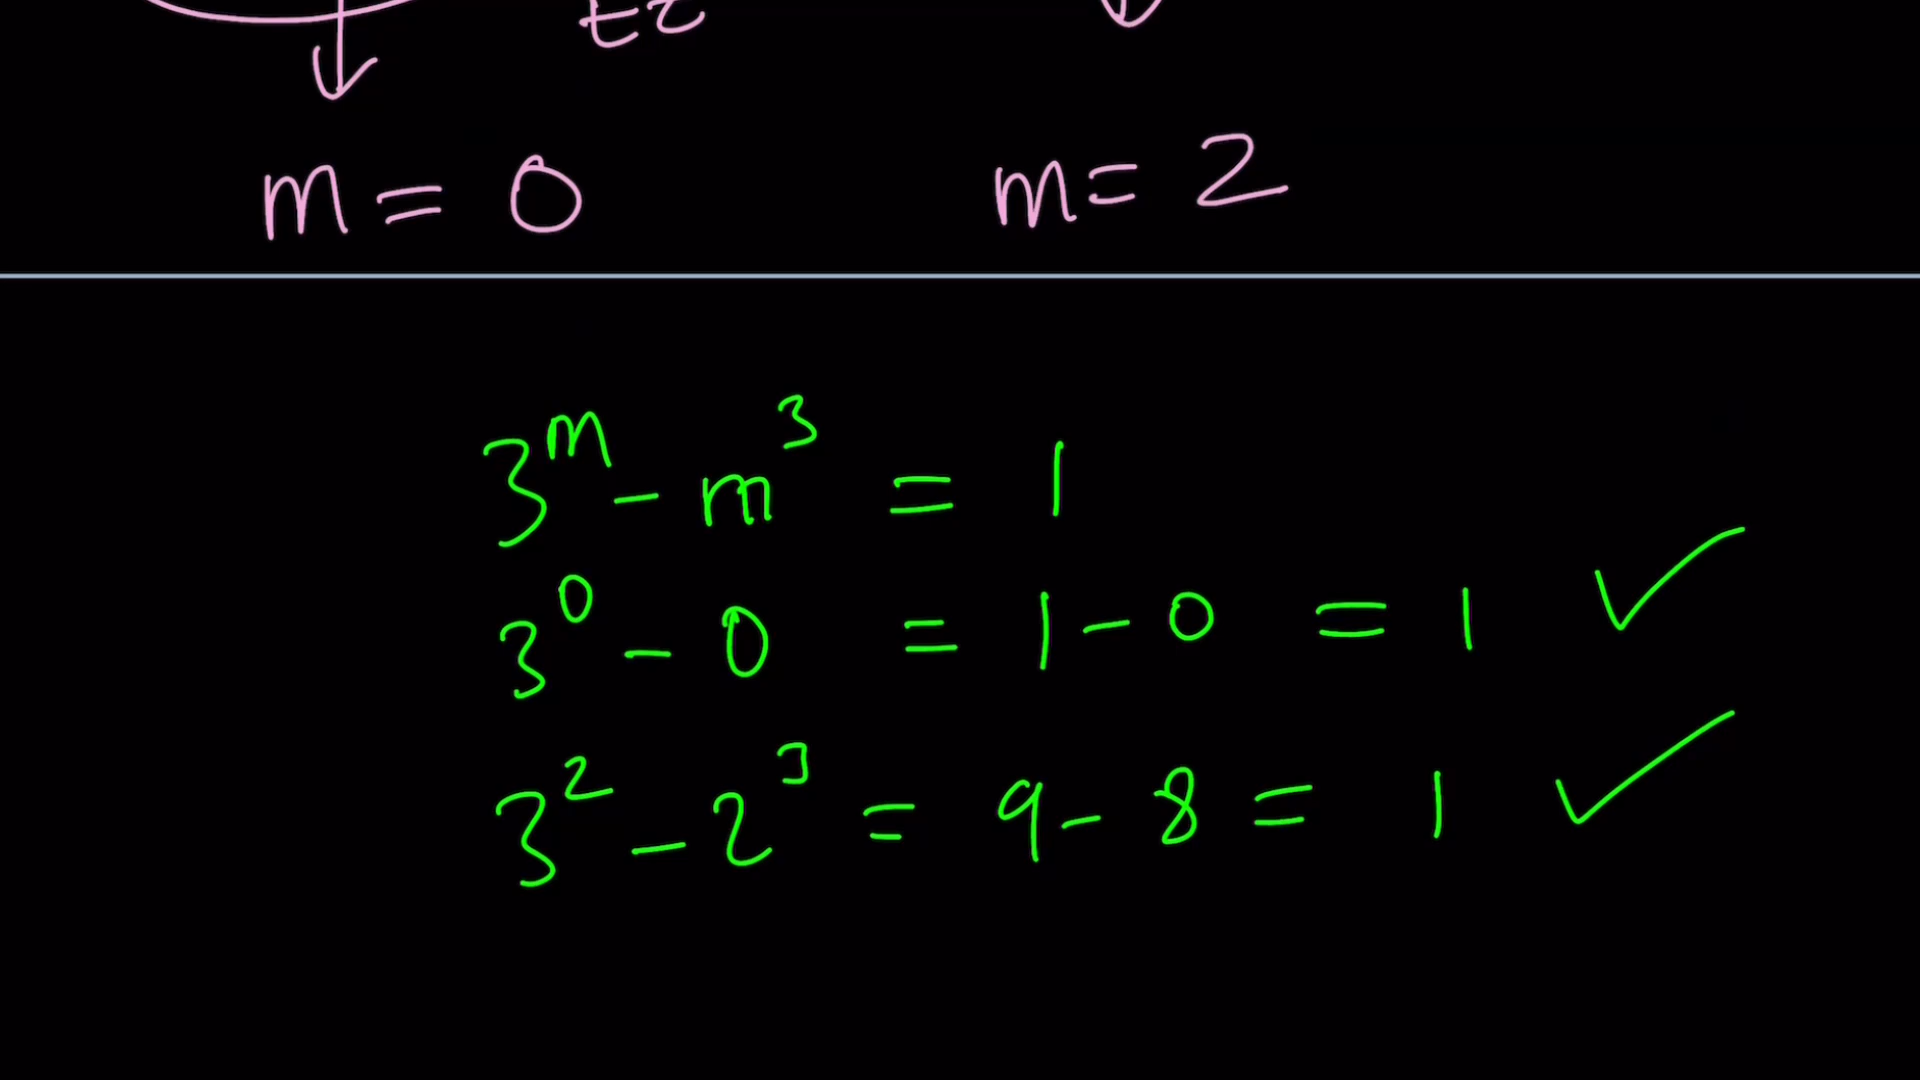 m = 0 m = 2
3^m - m^3 = 1
3^0 - 0 = 1 - 0 = 1 ✓
3^2 - 2^3 = 9 - 8 = 1 ✓